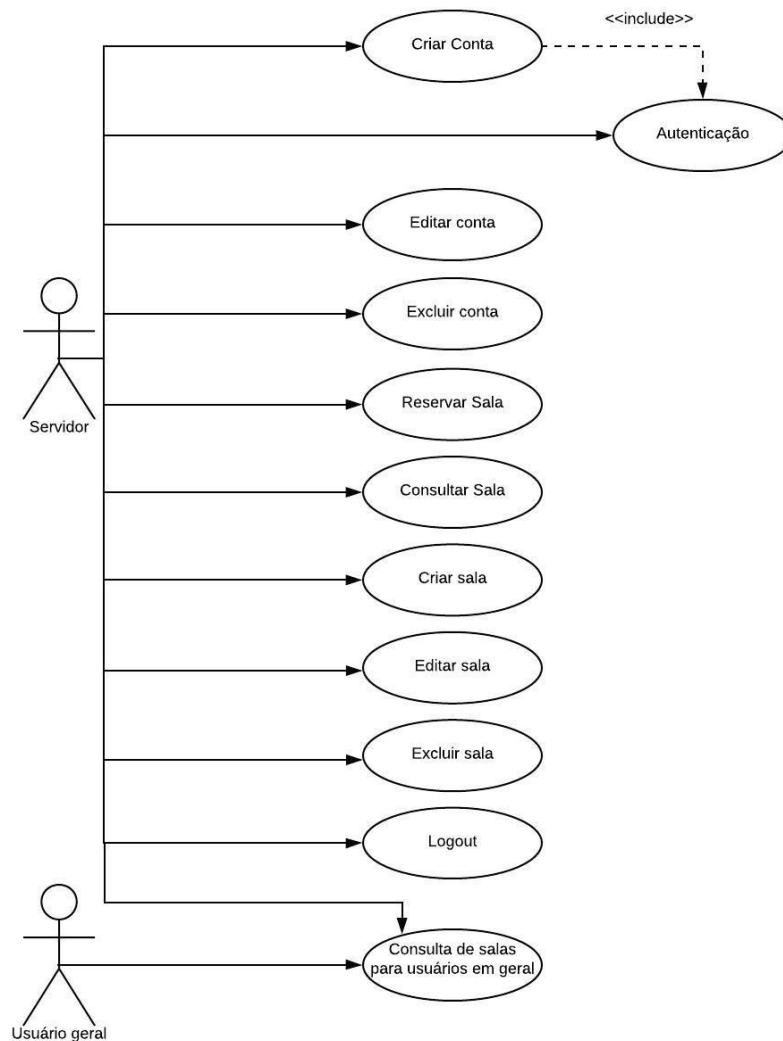 <<include>>
Criar Conta
Autenticação
Editar conta
Excluir conta
Reservar Sala
Servidor
Consultar Sala
Criar sala
Editar sala
Excluir sala
Logout
Consulta de salas
para usuários em geral
Usuário geral